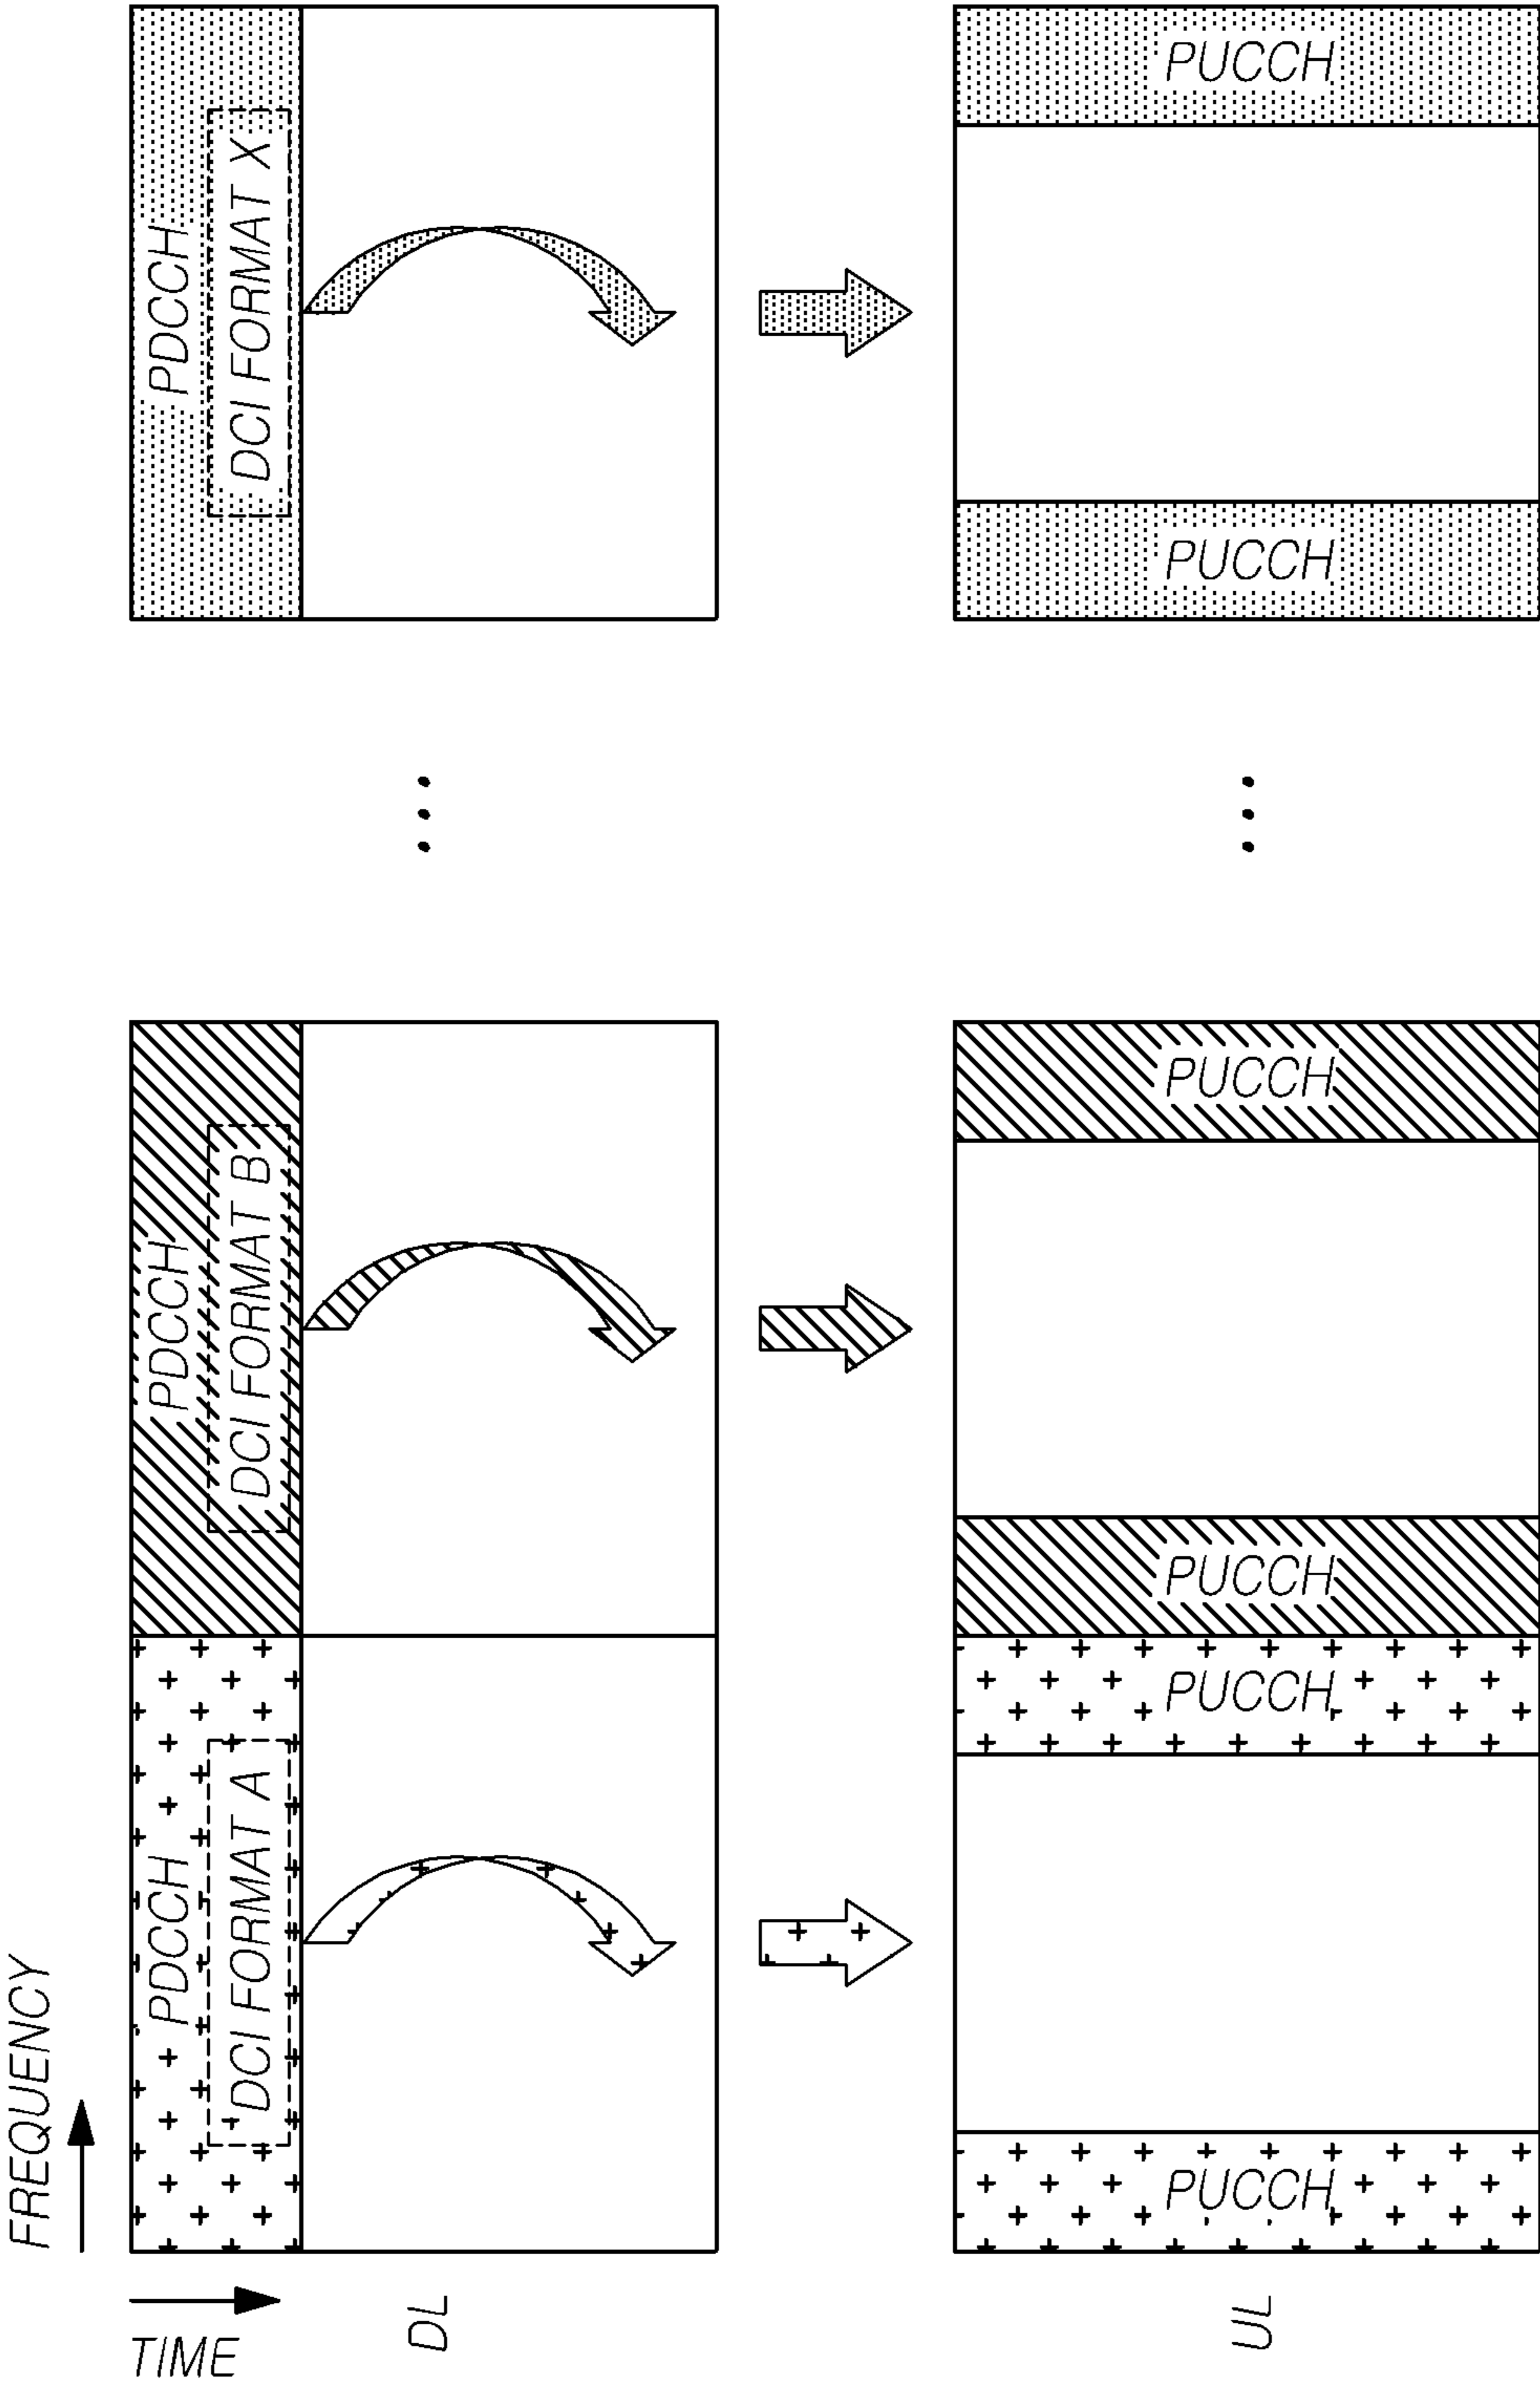 FREQUENCY
TIME
PDCCH
DCI FORMAT A
PDCCH
DCI FORMAT B
PDCCH
DCI FORMAT X
...
DL
PUCCH
PUCCH
PUCCH
PUCCH
...
PUCCH
PUCCH
UL